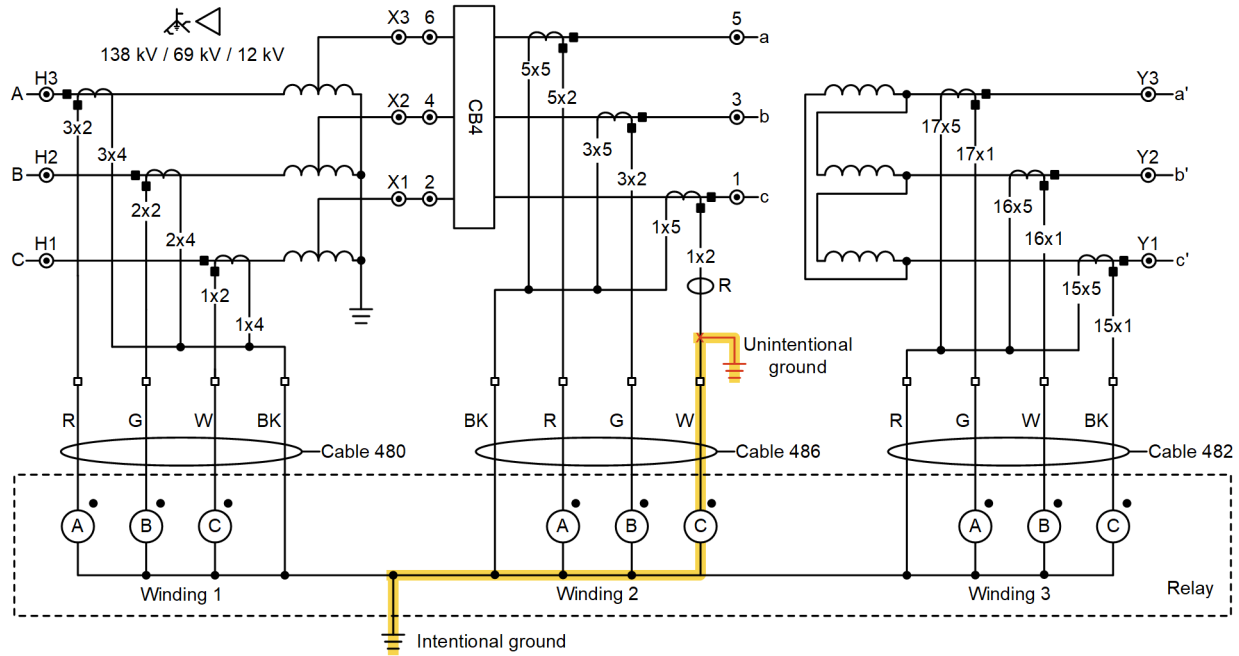 138 kV / 69 kV / 12 kV
X3 6
5
a
CB4
5x5
5x2
A H3
3x2
3x4
X2 4
3
b
3x5
3x2
Y3
a'
17x5
17x1
B H2
2x2
2x4
X1 2
1
c
1x5
1x2
R
Y2
b'
16x5
16x1
C H1
1x2
1x4
Y1
c'
15x5
15x1
x
Unintentional
ground
R G W BK
Cable 480
BK R G W
Cable 486
R G W BK
Cable 482
A B C
A B C
A B C
Winding 1
Winding 2
Winding 3
Relay
Intentional ground